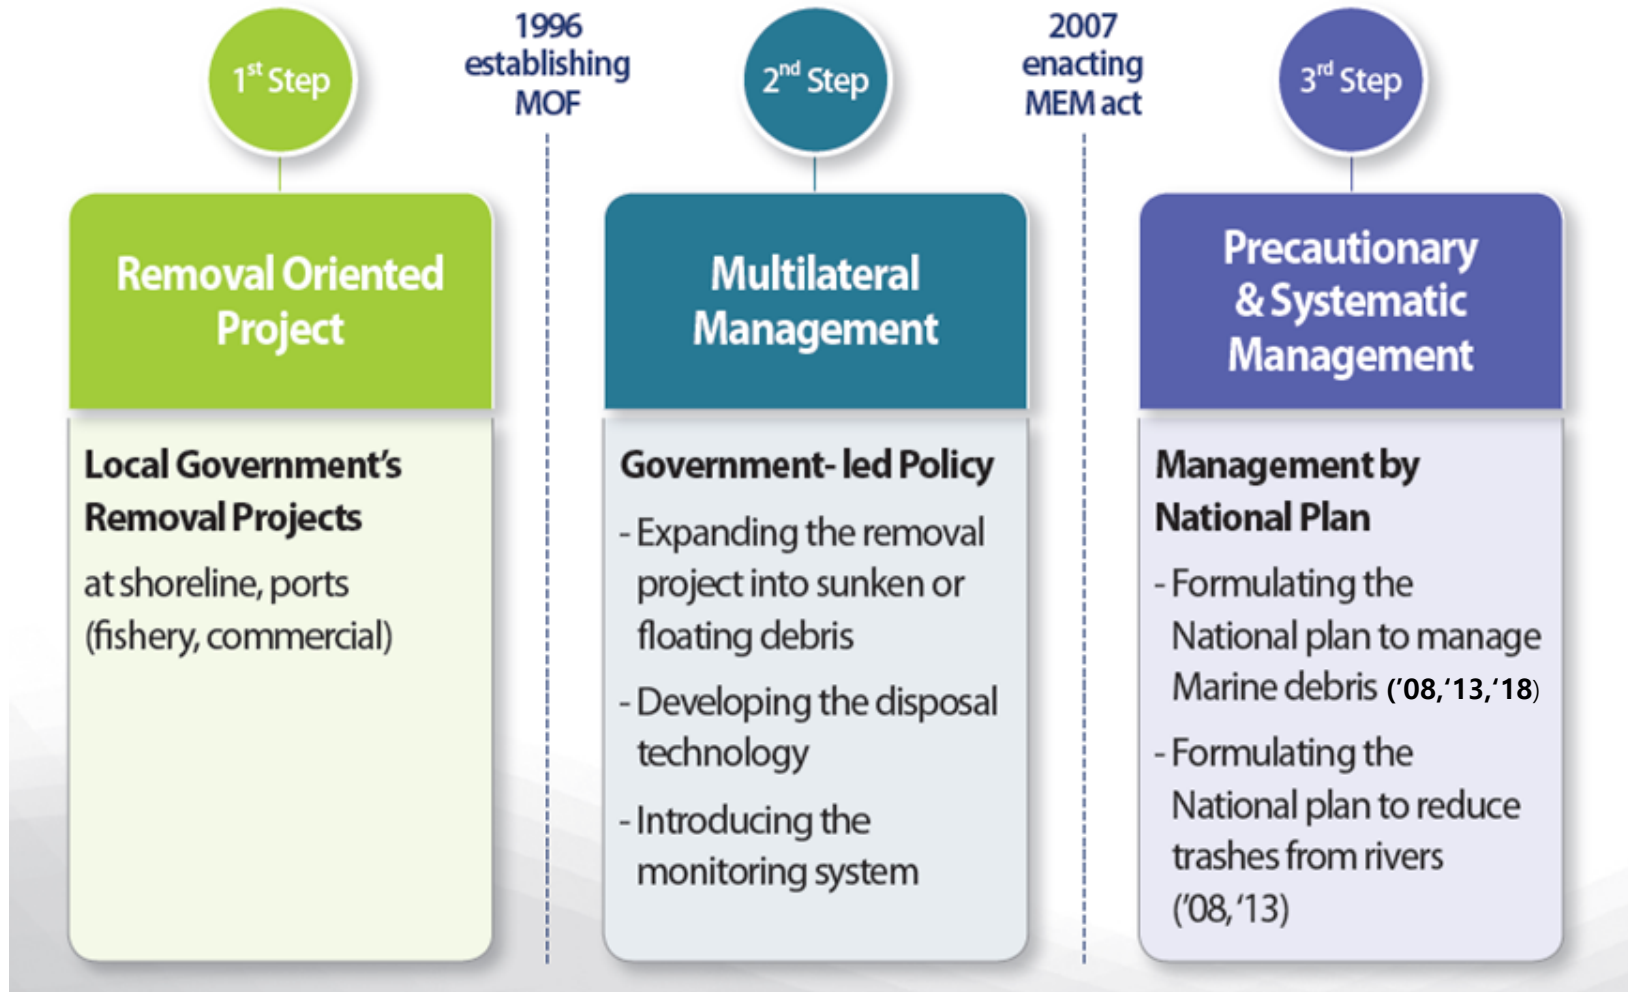 1st Step
Removal Oriented
Project
Local Government's
Removal Projects
at shoreline, ports
(fishery, commercial)
1996
establishing
MOF
2nd Step
Multilateral
Management
Government- led Policy
- Expanding the removal
project into sunken or
floating debris
- Developing the disposal
technology
- Introducing the
monitoring system
2007
enacting
MEM act
3rd Step
Precautionary
& Systematic
Management
Management by
National Plan
- Formulating the
National plan to manage
Marine debris (’08,‘13,‘18)
- Formulating the
National plan to reduce
trashes from rivers
(’08, ‘13)